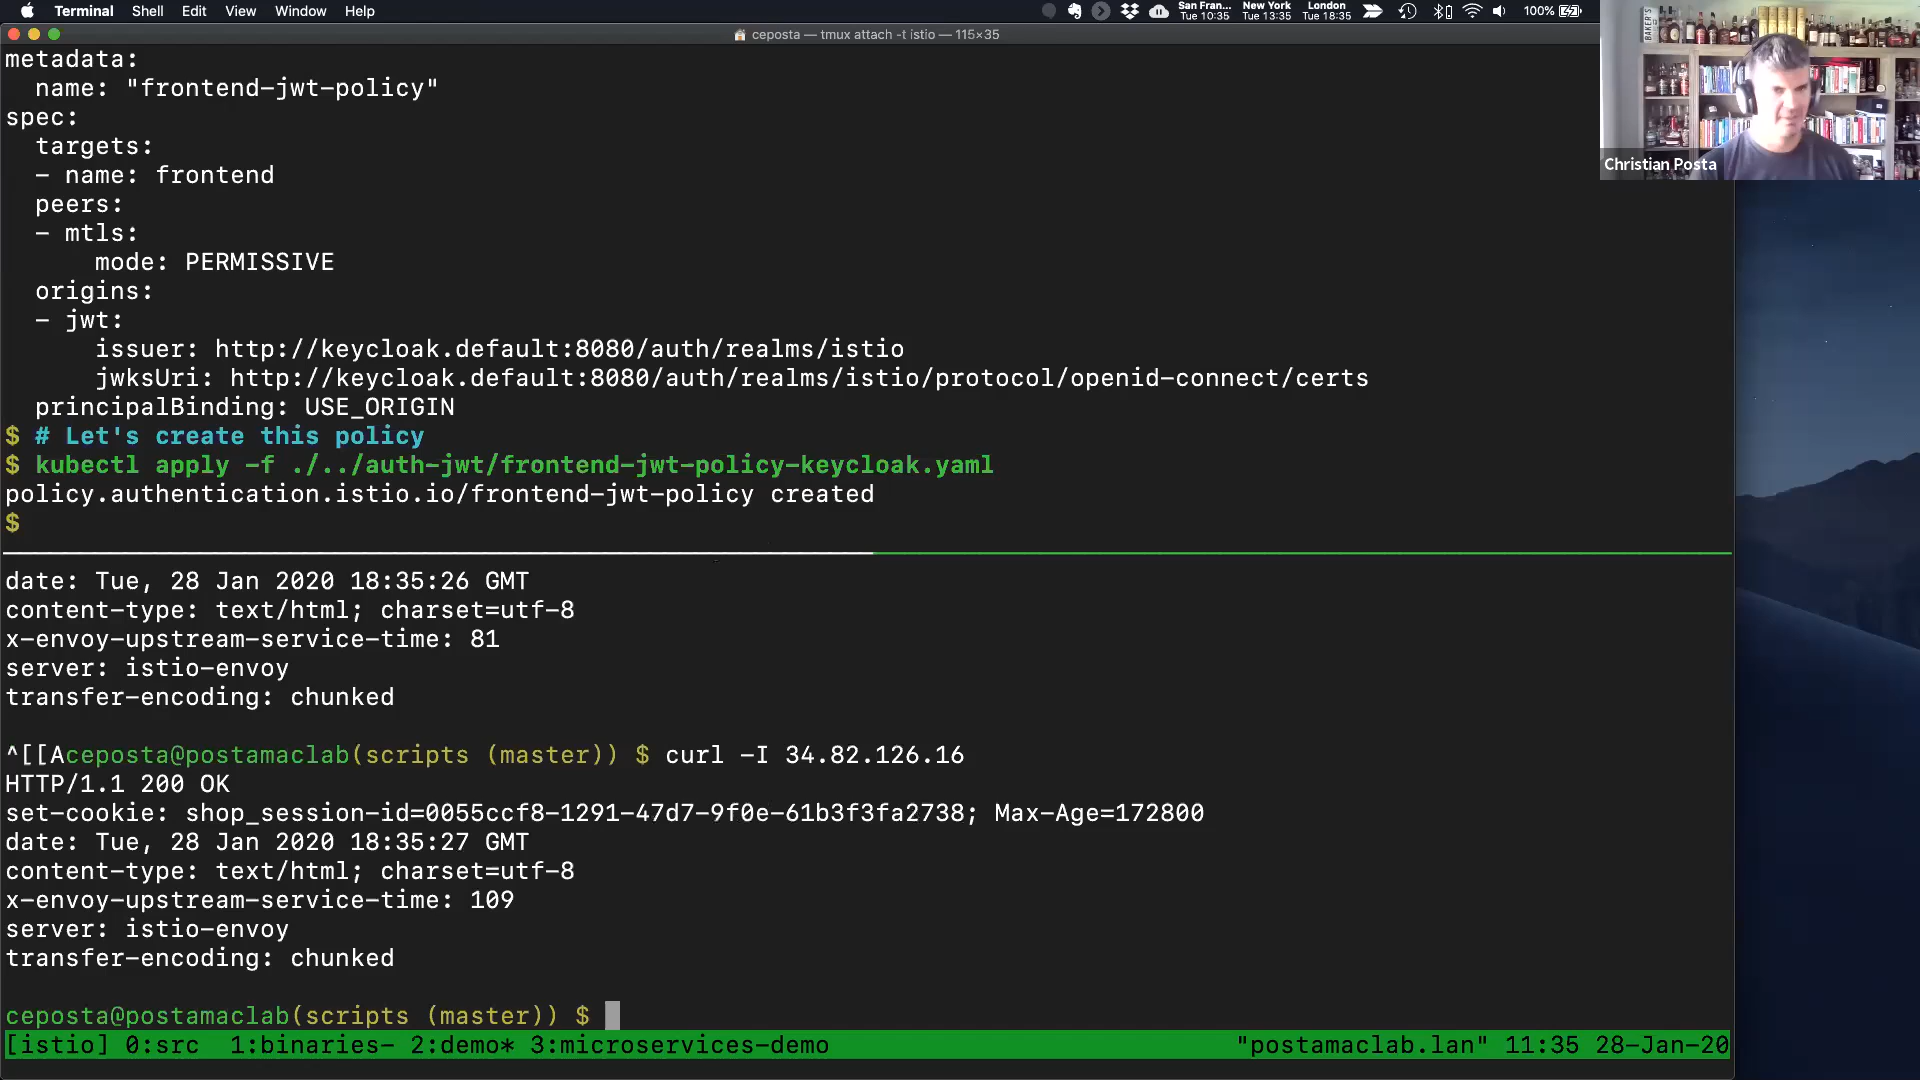 Terminal Shell Edit View Window Help
San Fran... New York London
Tue 10:35 Tue 13:35 Tue 18:35 100%
ceposta — tmux attach -t istio — 115×35
BAKER'S
Christian Posta
metadata:
  name: "frontend-jwt-policy"
spec:
  targets:
  - name: frontend
  peers:
  - mtls:
      mode: PERMISSIVE
  origins:
  - jwt:
      issuer: http://keycloak.default:8080/auth/realms/istio
      jwksUri: http://keycloak.default:8080/auth/realms/istio/protocol/openid-connect/certs
  principalBinding: USE_ORIGIN
$ # Let's create this policy
$ kubectl apply -f ./../auth-jwt/frontend-jwt-policy-keycloak.yaml
policy.authentication.istio.io/frontend-jwt-policy created
$
date: Tue, 28 Jan 2020 18:35:26 GMT
content-type: text/html; charset=utf-8
x-envoy-upstream-service-time: 81
server: istio-envoy
transfer-encoding: chunked
^[[Aceposta@postamaclab(scripts (master)) $ curl -I 34.82.126.16
HTTP/1.1 200 OK
set-cookie: shop_session-id=0055ccf8-1291-47d7-9f0e-61b3f3fa2738; Max-Age=172800
date: Tue, 28 Jan 2020 18:35:27 GMT
content-type: text/html; charset=utf-8
x-envoy-upstream-service-time: 109
server: istio-envoy
transfer-encoding: chunked
ceposta@postamaclab(scripts (master)) $
[istio] 0:src  1:binaries- 2:demo* 3:microservices-demo "postamaclab.lan" 11:35 28-Jan-20